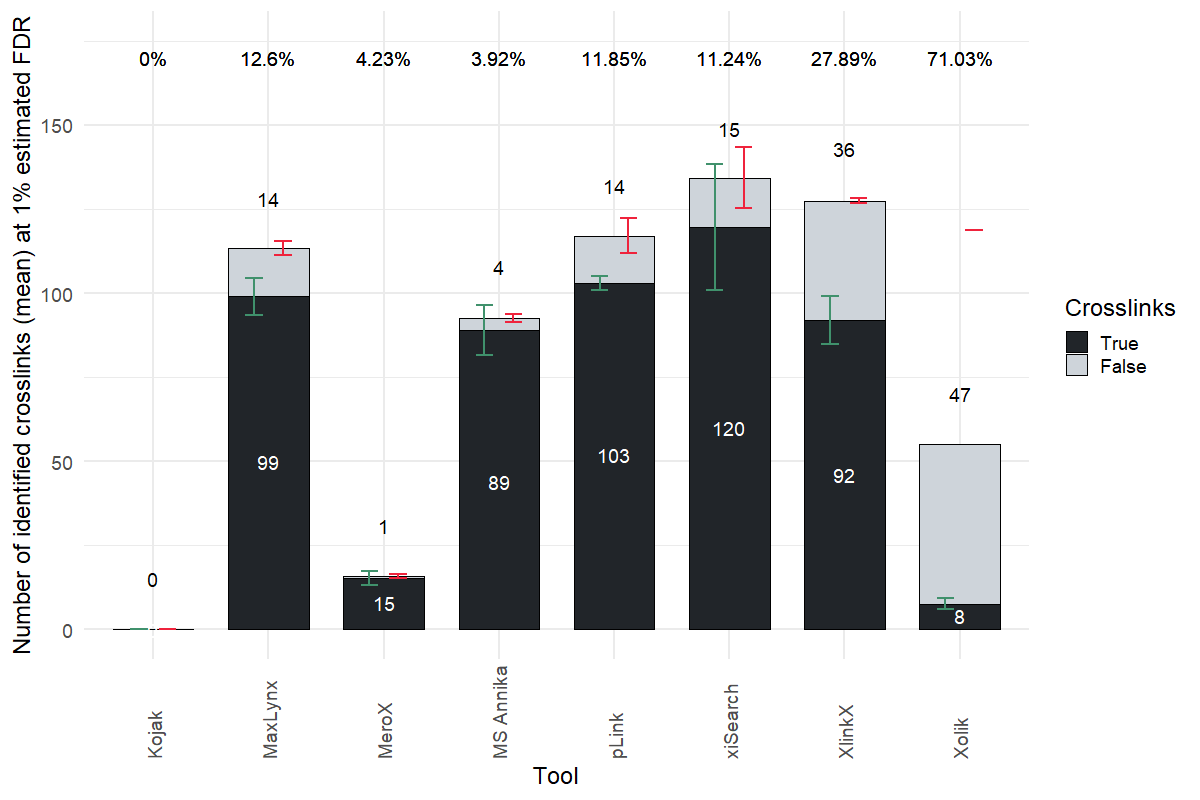 Number of identified crosslinks (mean) at 1% estimated FDR
0% 12.6% 4.23% 3.92% 11.85% 11.24% 27.89% 71.03%
150
100
50
0
0
14
99
1
15
4
89
14
103
15
120
36
92
47
8
Kojak
MaxLynx
MeroX
MS Annika
pLink
xiSearch
XlinkX
Xolik
Tool
Crosslinks
True
False